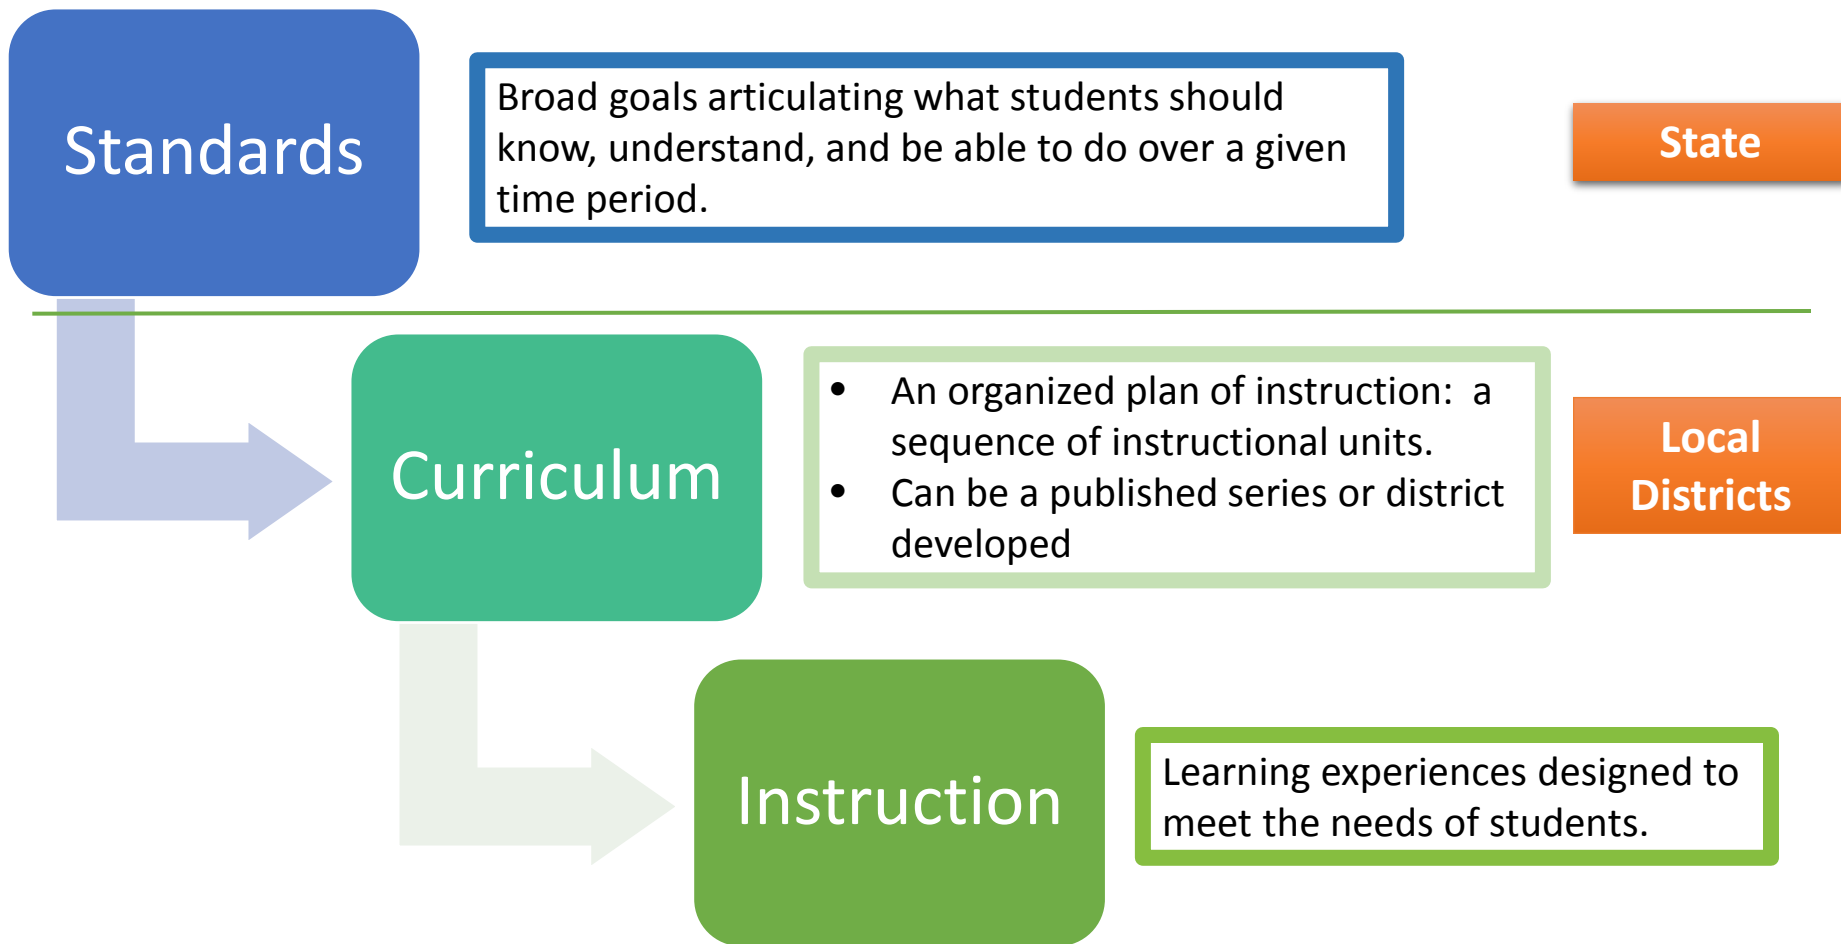 Standards
Broad goals articulating what students should
know, understand, and be able to do over a given
time period.
State
Curriculum
• An organized plan of instruction:  a
sequence of instructional units.
• Can be a published series or district
developed
Local
Districts
Instruction
Learning experiences designed to
meet the needs of students.